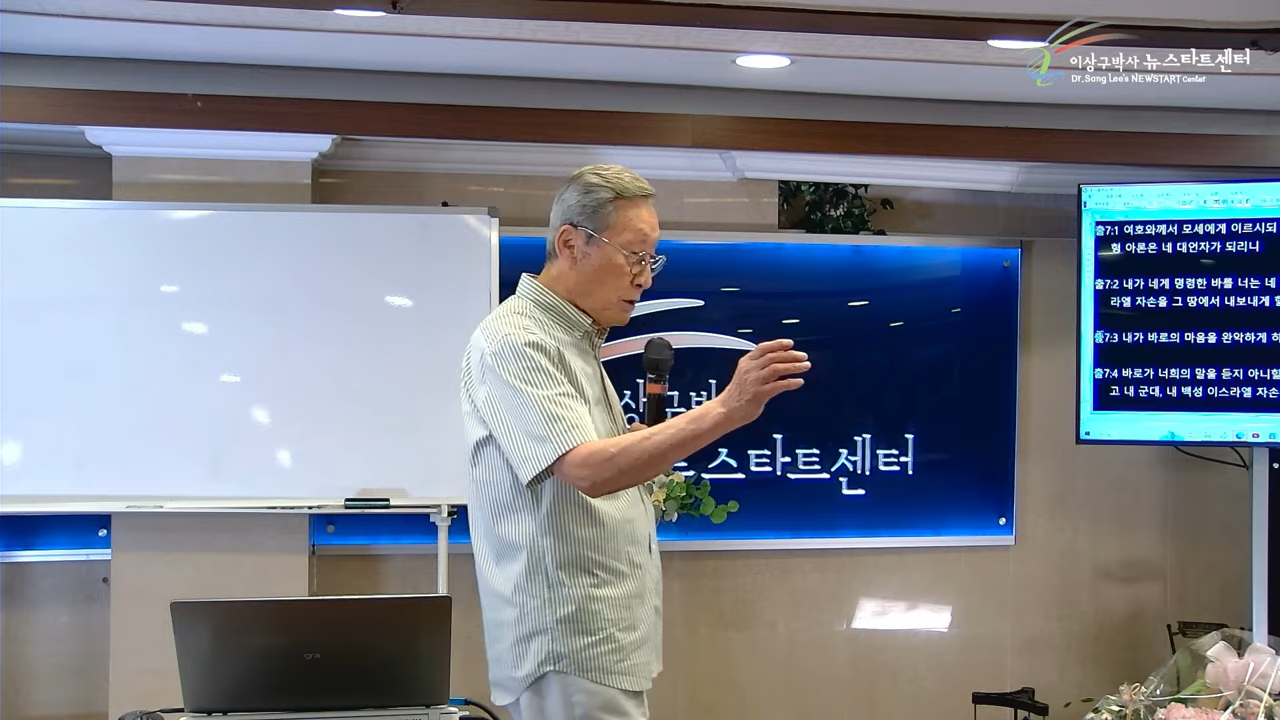 이상구박사 뉴스타트센터
Dr. Sang Lee's NEWSTART Center
출7:1 여호와께서 모세에게 이르시되
형 아론은 네 대언자가 되리니
출7:2 내가 네게 명령한 바를 너는 네
라엘 자손을 그 땅에서 내보내게
출7:3 내가 바로의 마음을 완악하게
출7:4 바로가 너희의 말을 듣지 아니할
고 내 군대, 내 백성 이스라엘 자손
상구박
뉴스타트센터
gram